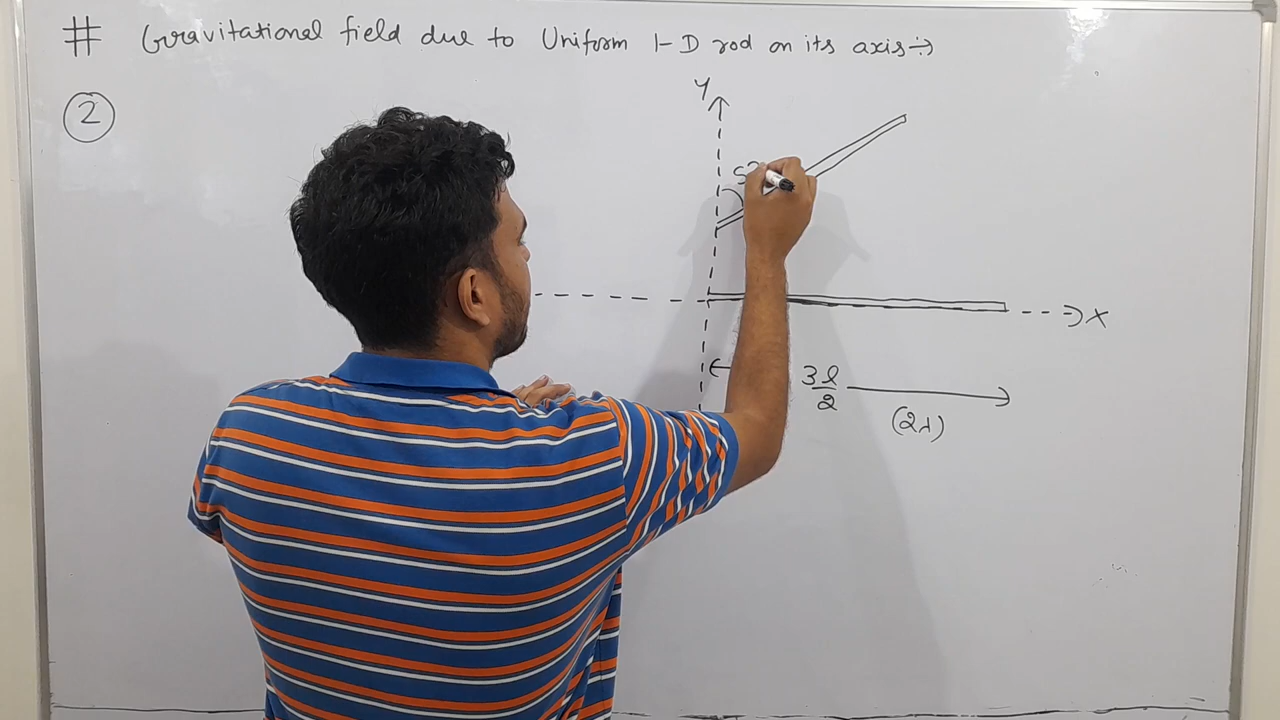 # Gravitational field due to Uniform 1-D rod on its axis :→
2
Y
X
3l/2
(2λ)